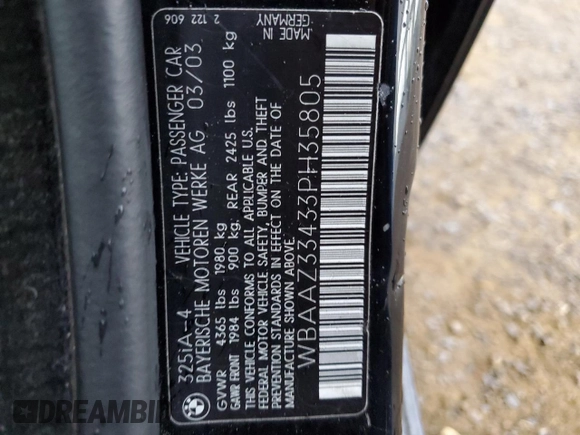 325iA-4 VEHICLE TYPE: PASSENGER CAR 2 122 606
BAYERISCHE MOTOREN WERKE AG 03/03
GVWR 4365 lbs 1980 kg MADE IN
GAWR FRONT 1984 lbs 900 kg REAR 2425 lbs 1100 kg GERMANY
THIS VEHICLE CONFORMS TO ALL APPLICABLE U.S.
FEDERAL MOTOR VEHICLE SAFETY, BUMPER AND THEFT
PREVENTION STANDARDS IN EFFECT ON THE DATE OF
MANUFACTURE SHOWN ABOVE.
WBAAZ33433PH35805
DREAMBID